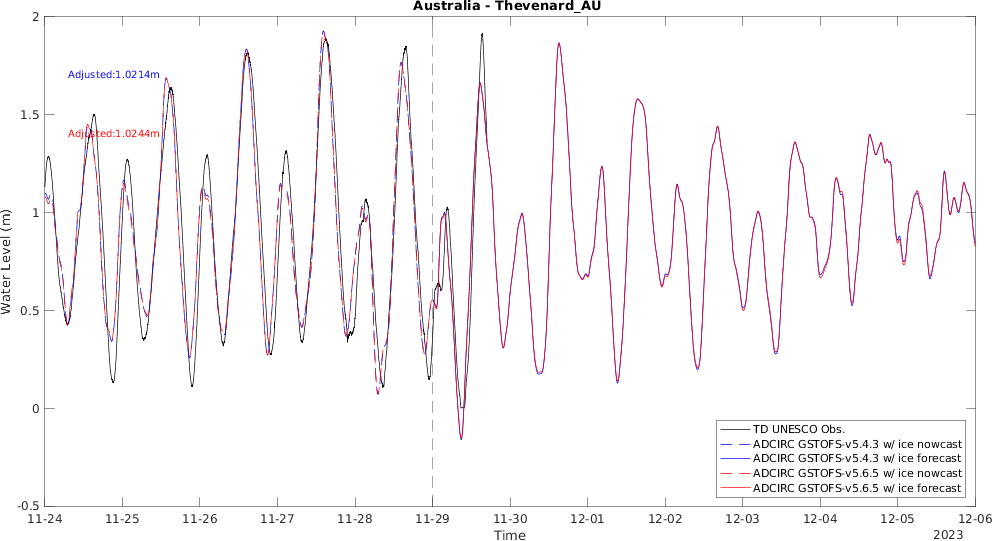 Australia - Thevenard_AU
2
1.5
1
0.5
0
-0.5
Water Level (m)
Adjusted:1.0214m
Adjusted:1.0244m
TD UNESCO Obs.
ADCIRC GSTOFS-v5.4.3 w/ ice nowcast
ADCIRC GSTOFS-v5.4.3 w/ ice forecast
ADCIRC GSTOFS-v5.6.5 w/ ice nowcast
ADCIRC GSTOFS-v5.6.5 w/ ice forecast
11-24 11-25 11-26 11-27 11-28 11-29 11-30 12-01 12-02 12-03 12-04 12-05 12-06
Time
2023